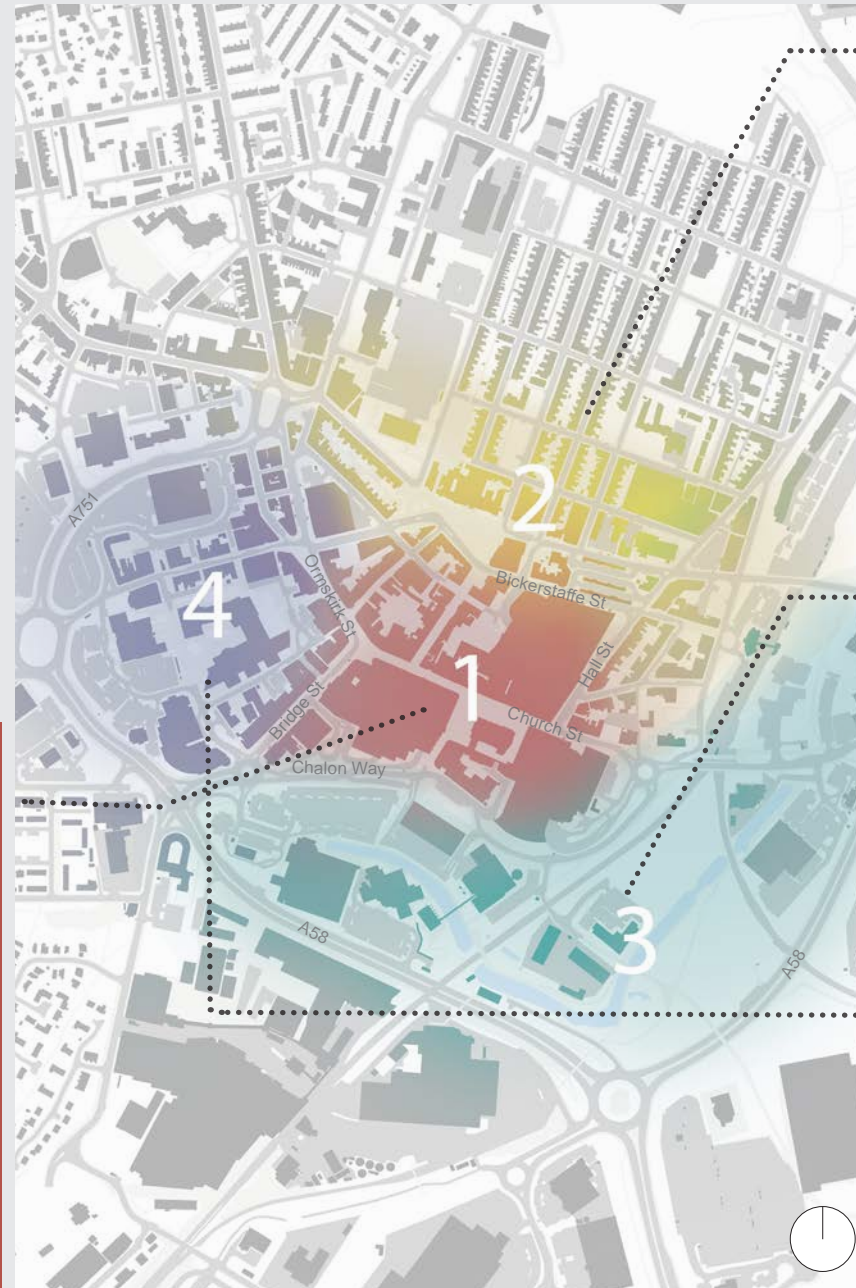 A751
2
Ormskirk St
Bickerstaffe St
4
1
Hall St
Bridge St
Church St
Chalon Way
3
A58
A58